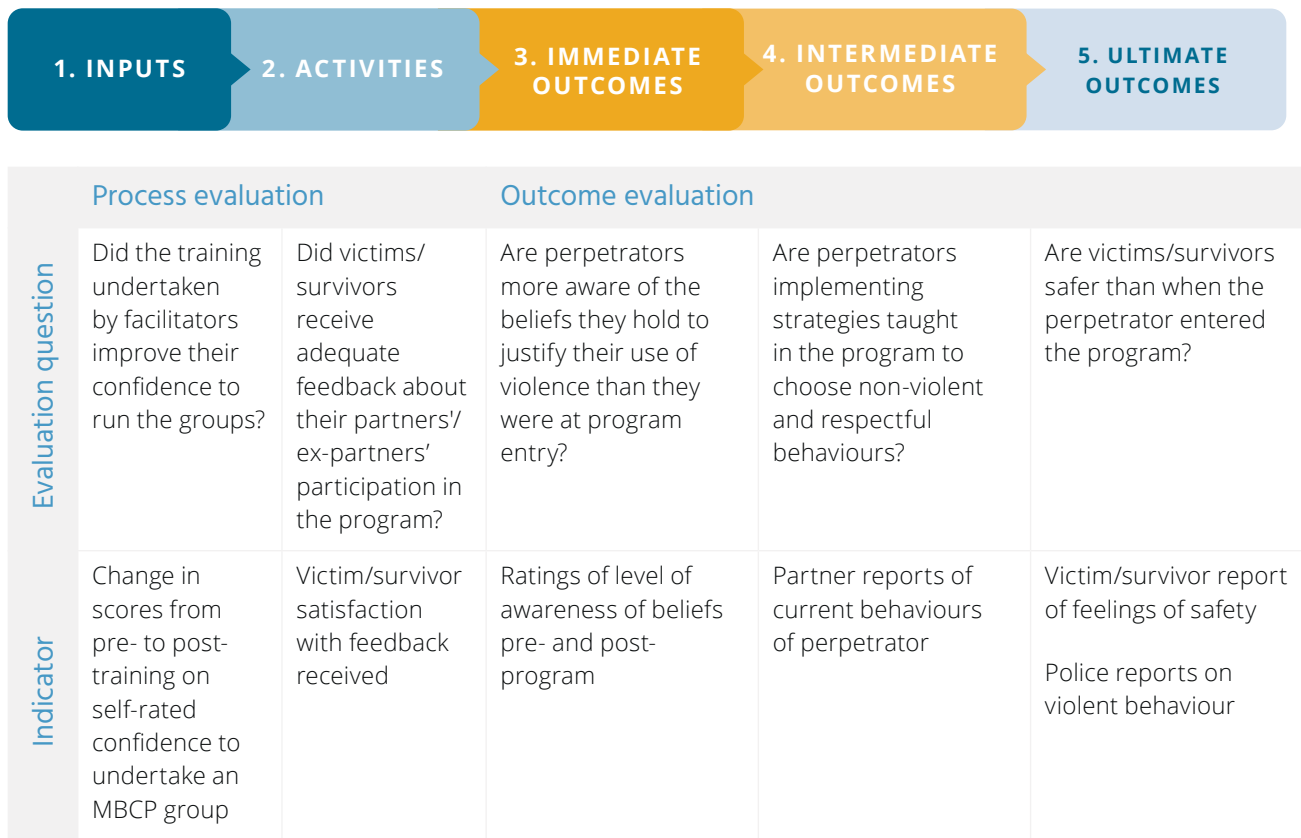 1. INPUTS
2. ACTIVITIES
3. IMMEDIATE
OUTCOMES
4. INTERMEDIATE
OUTCOMES
5. ULTIMATE
OUTCOMES
Process evaluation
Outcome evaluation
Evaluation question
Did the training
undertaken
by facilitators
improve their
confidence to
run the groups?
Did victims/
survivors
receive
adequate
feedback about
their partners'/
ex-partners’
participation in
the program?
Are perpetrators
more aware of the
beliefs they hold to
justify their use of
violence than they
were at program
entry?
Are perpetrators
implementing
strategies taught
in the program to
choose non-violent
and respectful
behaviours?
Are victims/survivors
safer than when the
perpetrator entered
the program?
Indicator
Change in
scores from
pre- to post-
training on
self-rated
confidence to
undertake an
MBCP group
Victim/survivor
satisfaction
with feedback
received
Ratings of level of
awareness of beliefs
pre- and post-
program
Partner reports of
current behaviours
of perpetrator
Victim/survivor report
of feelings of safety
Police reports on
violent behaviour